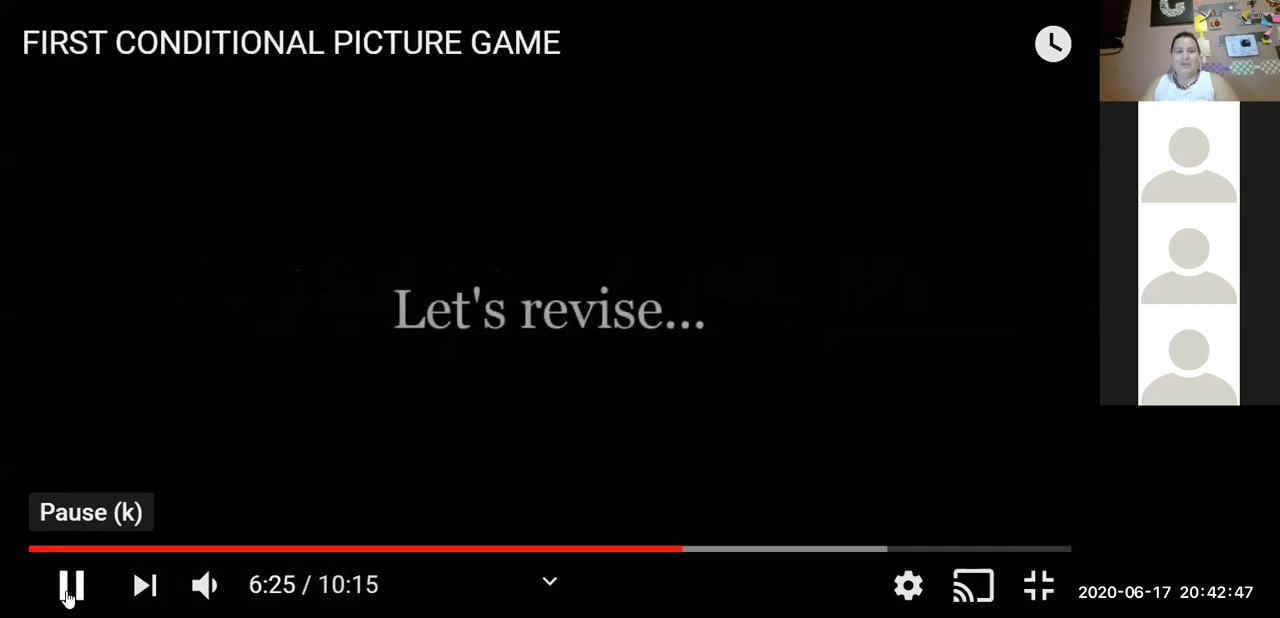 FIRST CONDITIONAL PICTURE GAME
Let's revise...
Pause (k)
6:25 / 10:15
2020-06-17 20:42:47